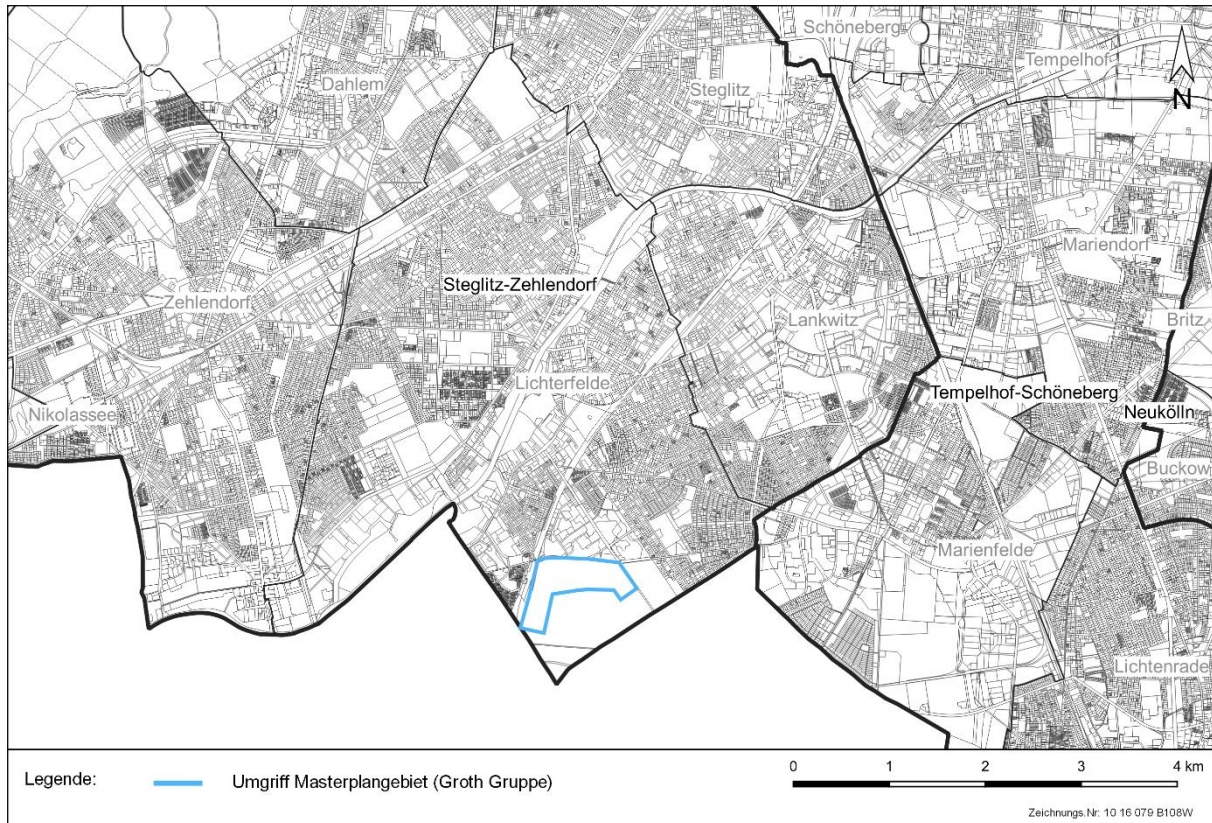 Schöneberg
Tempelhof
Dahlem
Steglitz
N
Mariendorf
Steglitz-Zehlendorf
Zehlendorf
Lankwitz
Britz
Lichterfelde
Tempelhof-Schöneberg
Nikolassee
Neukölln
Buckow
Marienfelde
Lichtenrade
Legende:
Umgriff Masterplangebiet (Groth Gruppe)
0 1 2 3 4 km
Zeichnungs.Nr: 10 16 079 B108W